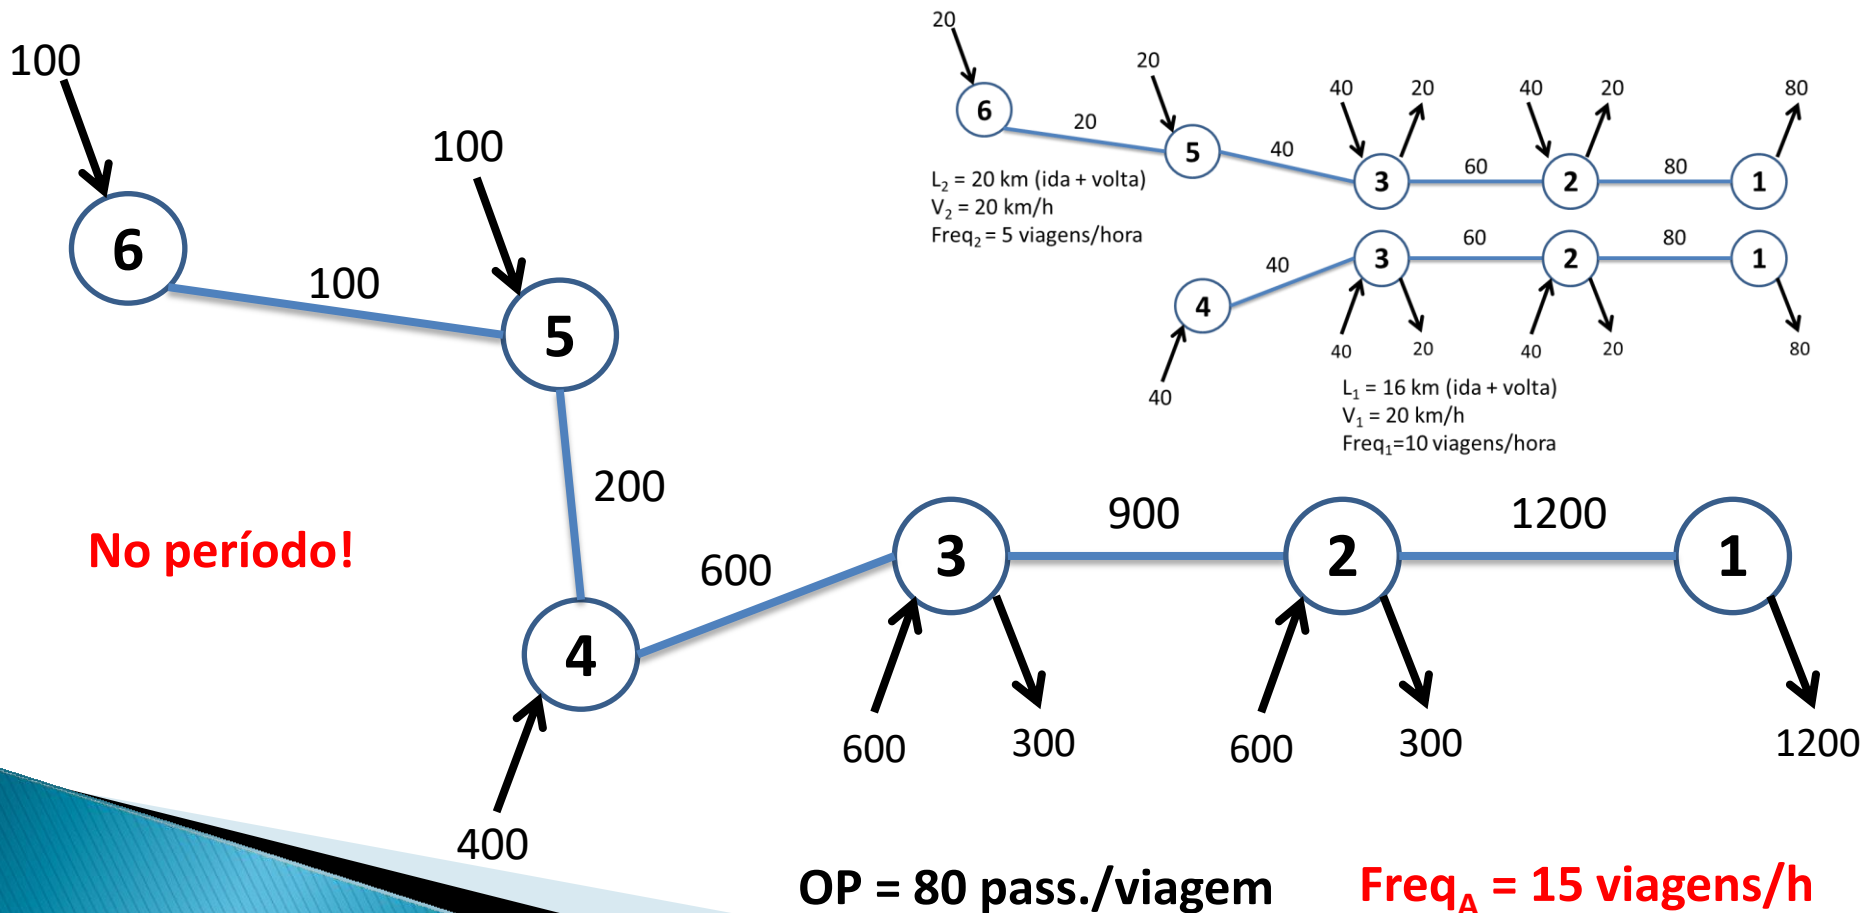 20
20
40 20 40 20 80
6
20
5
40
3
60
2
80
1
L₂ = 20 km (ida + volta)
V₂ = 20 km/h
Freq₂ = 5 viagens/hora
4
40
3
60
2
80
1
40
40 20 40 20 80
L₁ = 16 km (ida + volta)
V₁ = 20 km/h
Freq₁=10 viagens/hora
100
100
6
100
5
200
No período!
4
600
3
900
2
1200
1
400
600 300 600 300 1200
OP = 80 pass./viagem
Freq_A = 15 viagens/h